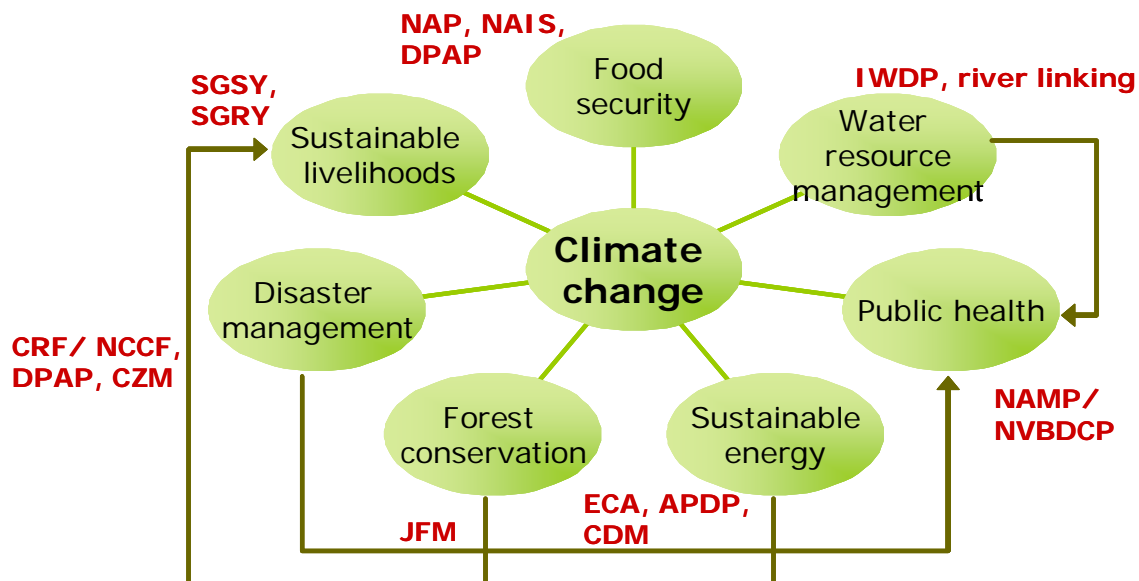 NAP, NAIS,
DPAP
Food
security
SGSY,
SGRY
IWDP, river linking
Sustainable
livelihoods
Water
resource
management
Climate
change
Disaster
management
Public health
CRF/ NCCF,
DPAP, CZM
NAMP/
NVBDCP
Forest
conservation
Sustainable
energy
ECA, APDP,
CDM
JFM